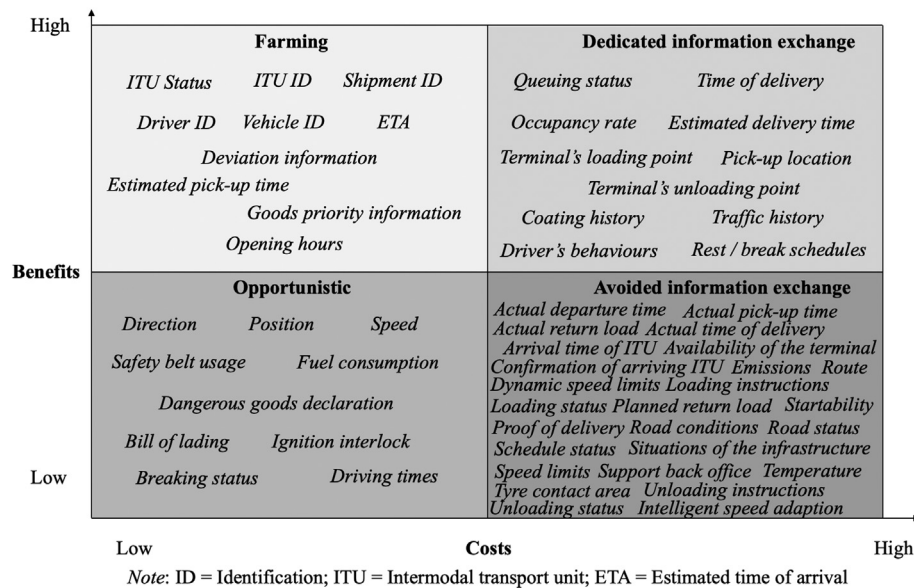 High
Farming
ITU Status ITU ID Shipment ID
Driver ID Vehicle ID ETA
Deviation information
Estimated pick-up time
Goods priority information
Opening hours
Dedicated information exchange
Queuing status Time of delivery
Occupancy rate Estimated delivery time
Terminal's loading point Pick-up location
Terminal's unloading point
Coating history Traffic history
Driver's behaviours Rest / break schedules
Benefits
Opportunistic
Direction Position Speed
Safety belt usage Fuel consumption
Dangerous goods declaration
Bill of lading Ignition interlock
Breaking status Driving times
Avoided information exchange
Actual departure time Actual pick-up time
Actual return load Actual time of delivery
Arrival time of ITU Availability of the terminal
Confirmation of arriving ITU Emissions Route
Dynamic speed limits Loading instructions
Loading status Planned return load Startability
Proof of delivery Road conditions Road status
Schedule status Situations of the infrastructure
Speed limits Support back office Temperature
Tyre contact area Unloading instructions
Unloading status Intelligent speed adaption
Low
Low Costs High
Note: ID = Identification; ITU = Intermodal transport unit; ETA = Estimated time of arrival